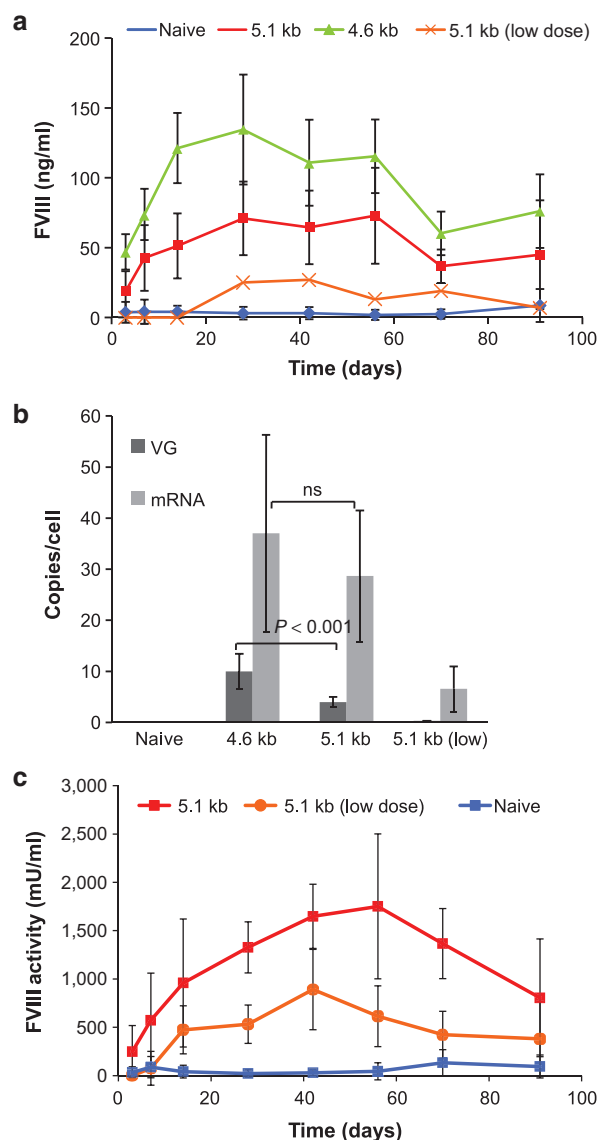 a
Naive 5.1 kb 4.6 kb 5.1 kb (low dose)
200
150
100
50
0
FVIII (ng/ml)
0 20 40 60 80 100
Time (days)
b
60
50
40
30
20
10
0
Copies/cell
VG
mRNA
ns
P < 0.001
Naive 4.6 kb 5.1 kb 5.1 kb (low)
c
5.1 kb 5.1 kb (low dose) Naive
3,000
2,500
2,000
1,500
1,000
500
0
FVIII activity (mU/ml)
0 20 40 60 80 100
Time (days)